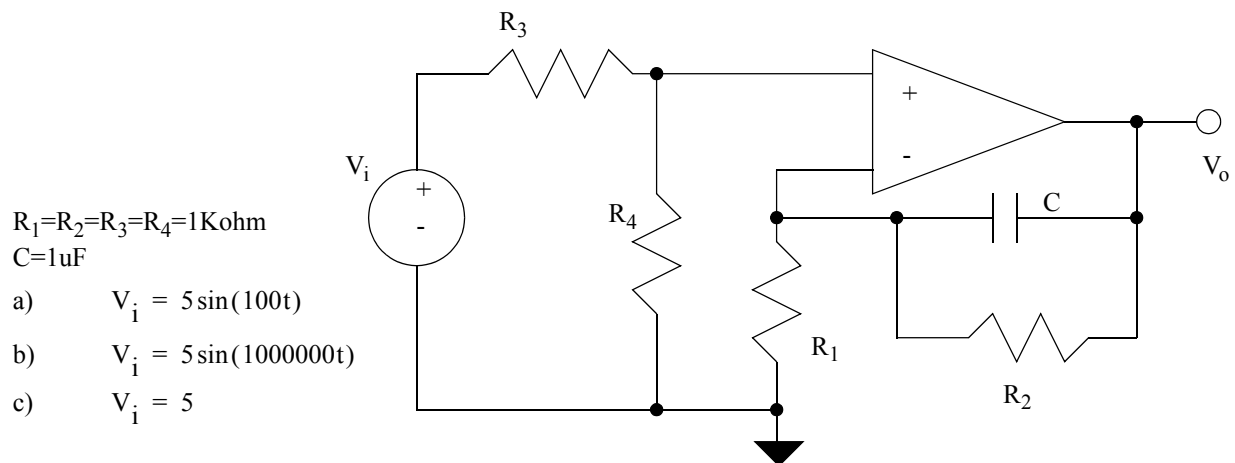 R₃
+
-
Vᵢ
+
-
Vₒ
C
R₄
R₁
R₂
R₁=R₂=R₃=R₄=1Kohm
C=1uF
a) Vᵢ = 5sin(100t)
b) Vᵢ = 5sin(1000000t)
c) Vᵢ = 5